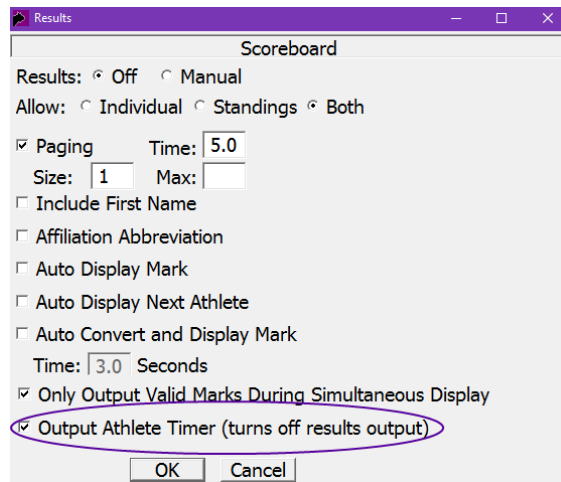 Results
Scoreboard
Results: Off Manual
Allow: Individual Standings Both
Paging Time: 5.0
Size: 1 Max:
Include First Name
Affiliation Abbreviation
Auto Display Mark
Auto Display Next Athlete
Auto Convert and Display Mark
Time: 3.0 Seconds
Only Output Valid Marks During Simultaneous Display
Output Athlete Timer (turns off results output)
OK Cancel